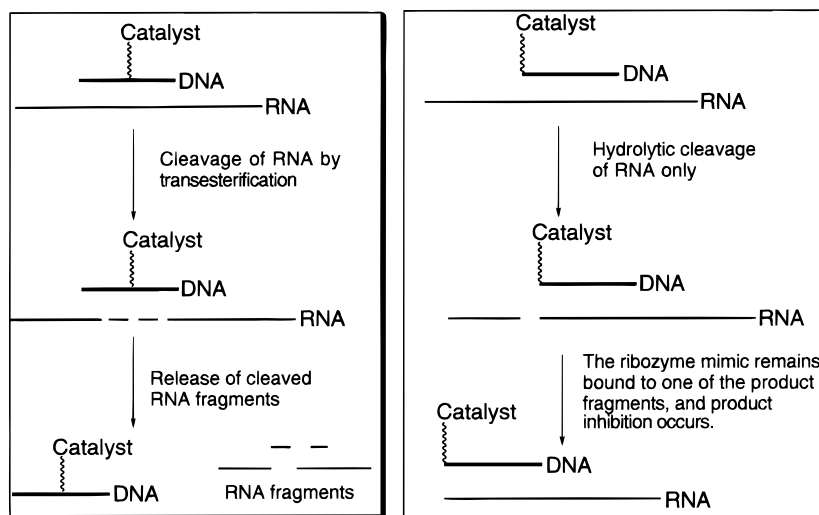 Catalyst
DNA
RNA
Cleavage of RNA by
transesterification
Catalyst
DNA
RNA
Release of cleaved
RNA fragments
Catalyst
DNA
RNA fragments
Catalyst
DNA
RNA
Hydrolytic cleavage
of RNA only
Catalyst
DNA
RNA
The ribozyme mimic remains
bound to one of the product
fragments, and product
inhibition occurs.
Catalyst
DNA
RNA